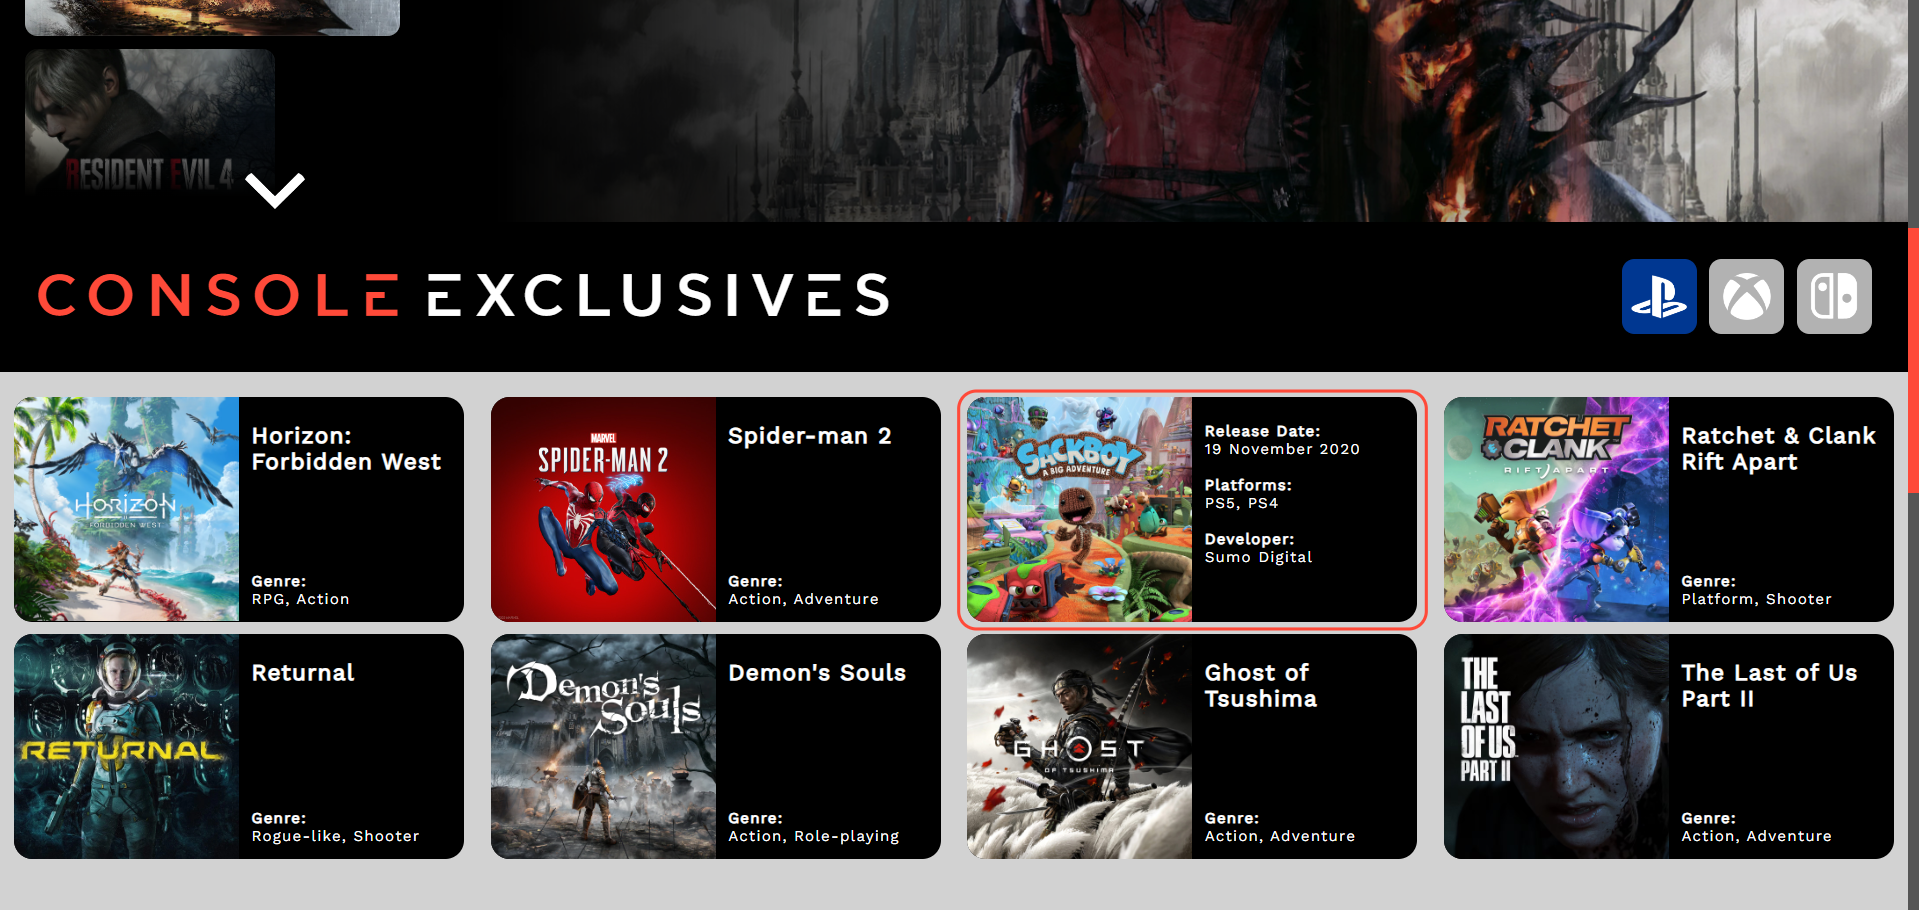 RESIDENT EVIL 4
CONSOLE EXCLUSIVES
HORIZON
FORBIDDEN WEST
Horizon:
Forbidden West
Genre:
RPG, Action
MARVEL
SPIDER-MAN 2
Spider-man 2
Genre:
Action, Adventure
SACKBOY
A BIG ADVENTURE
Release Date:
19 November 2020
Platforms:
PS5, PS4
Developer:
Sumo Digital
RATCHET
CLANK
RIFT APART
Ratchet & Clank
Rift Apart
Genre:
Platform, Shooter
RETURNAL
Returnal
Genre:
Rogue-like, Shooter
Demon's
Souls
Demon's Souls
Genre:
Action, Role-playing
GHOST
OF TSUSHIMA
Ghost of
Tsushima
Genre:
Action, Adventure
THE
LAST
OF US
PART II
The Last of Us
Part II
Genre:
Action, Adventure